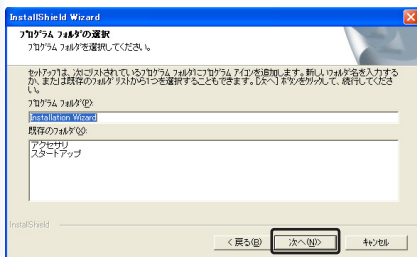 InstallShield Wizard
プログラム フォルダの選択
プログラム フォルダを選択してください。
セットアップは、次にリストされているプログラム フォルダにプログラム アイコンを追加します。新しいフォルダ名を入力する
か、または既存のフォルダ リストから1つを選択することもできます。[次へ] ボタンをクリックして、続行してくださ
い。
プログラム フォルダ(P):
Installation Wizard
既存のフォルダ(X):
アクセサリ
スタートアップ
InstallShield
< 戻る(B)
次へ(N)>
キャンセル